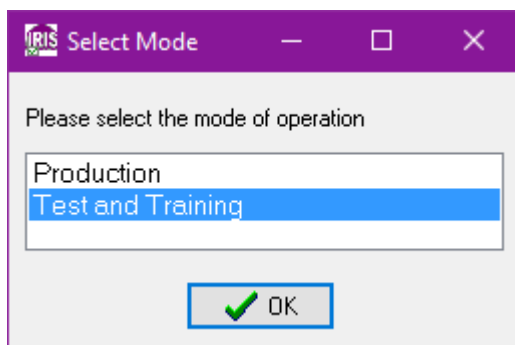 IRIS Select Mode
Please select the mode of operation
Production
Test and Training
OK